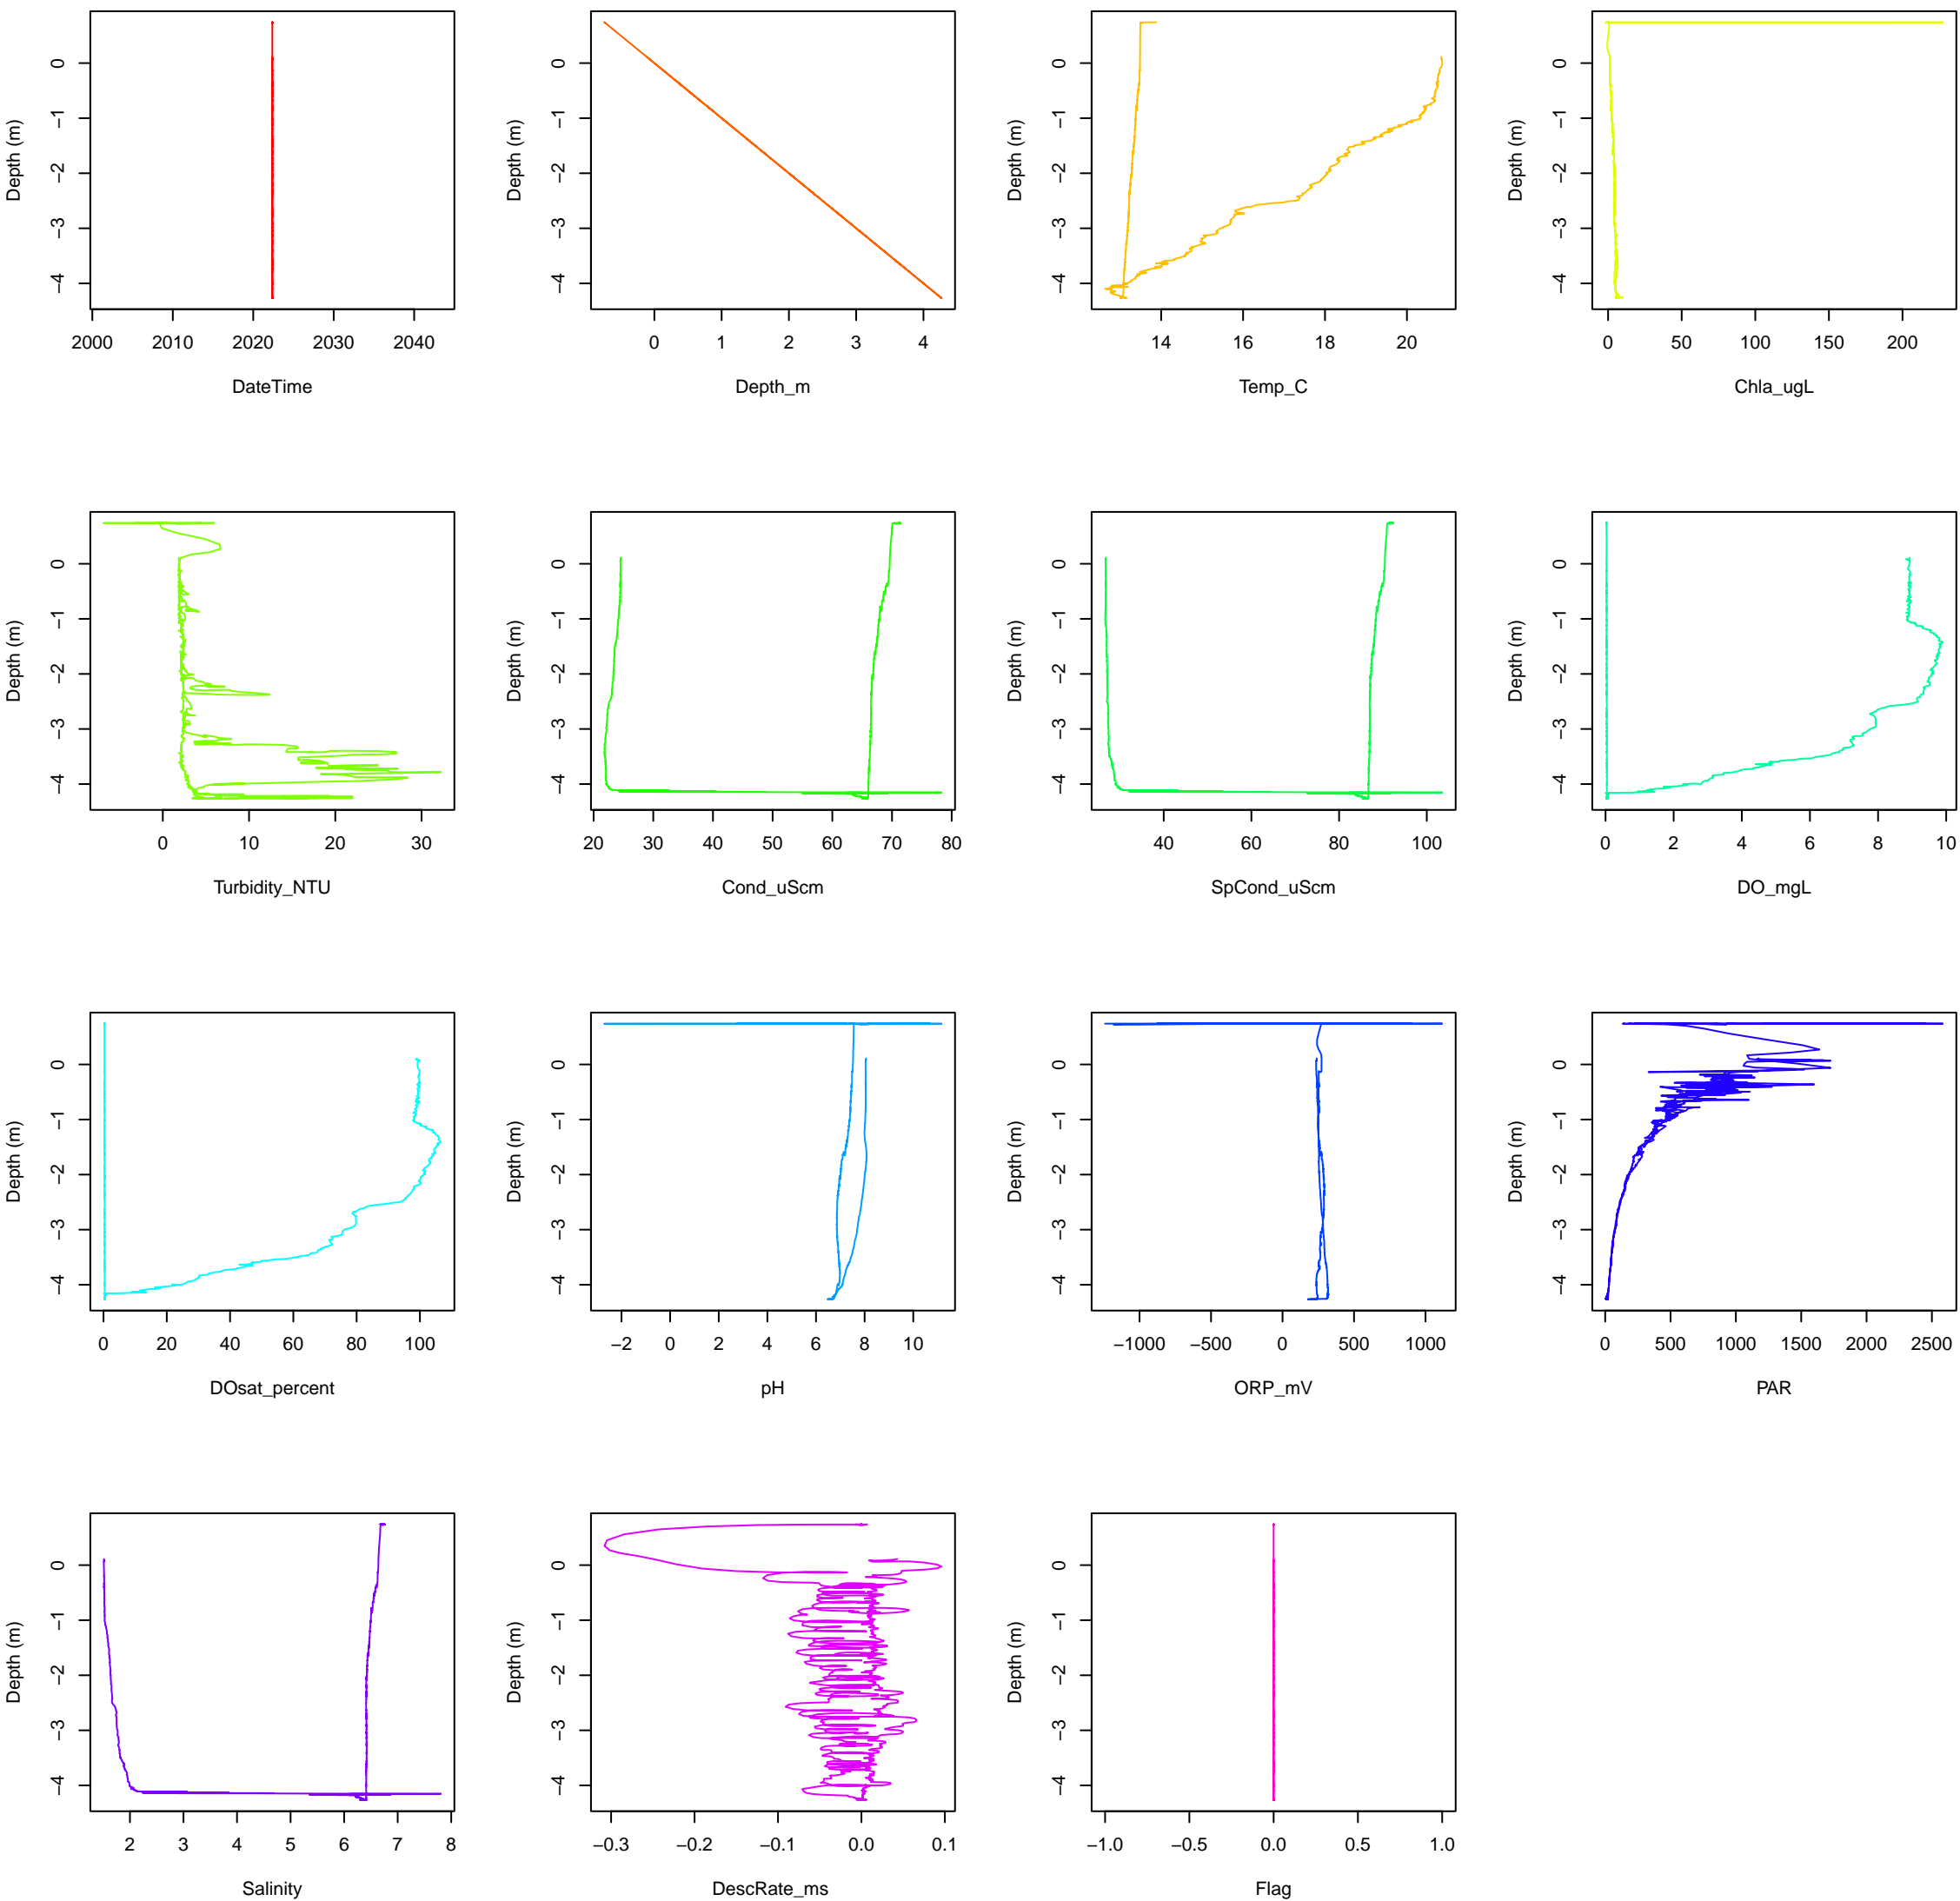 Depth (m)
0
−1
−2
−3
−4
2000 2010 2020 2030 2040
DateTime
Depth (m)
0
−1
−2
−3
−4
0 1 2 3 4
Depth_m
Depth (m)
0
−1
−2
−3
−4
14 16 18 20
Temp_C
Depth (m)
0
−1
−2
−3
−4
0 50 100 150 200
Chla_ugL
Depth (m)
0
−1
−2
−3
−4
0 10 20 30
Turbidity_NTU
Depth (m)
0
−1
−2
−3
−4
20 30 40 50 60 70 80
Cond_uScm
Depth (m)
0
−1
−2
−3
−4
40 60 80 100
SpCond_uScm
Depth (m)
0
−1
−2
−3
−4
0 2 4 6 8 10
DO_mgL
Depth (m)
0
−1
−2
−3
−4
0 20 40 60 80 100
DOsat_percent
Depth (m)
0
−1
−2
−3
−4
−2 0 2 4 6 8 10
pH
Depth (m)
0
−1
−2
−3
−4
−1000 −500 0 500 1000
ORP_mV
Depth (m)
0
−1
−2
−3
−4
0 500 1000 1500 2000 2500
PAR
Depth (m)
0
−1
−2
−3
−4
2 3 4 5 6 7 8
Salinity
Depth (m)
0
−1
−2
−3
−4
−0.3 −0.2 −0.1 0.0 0.1
DescRate_ms
Depth (m)
0
−1
−2
−3
−4
−1.0 −0.5 0.0 0.5 1.0
Flag